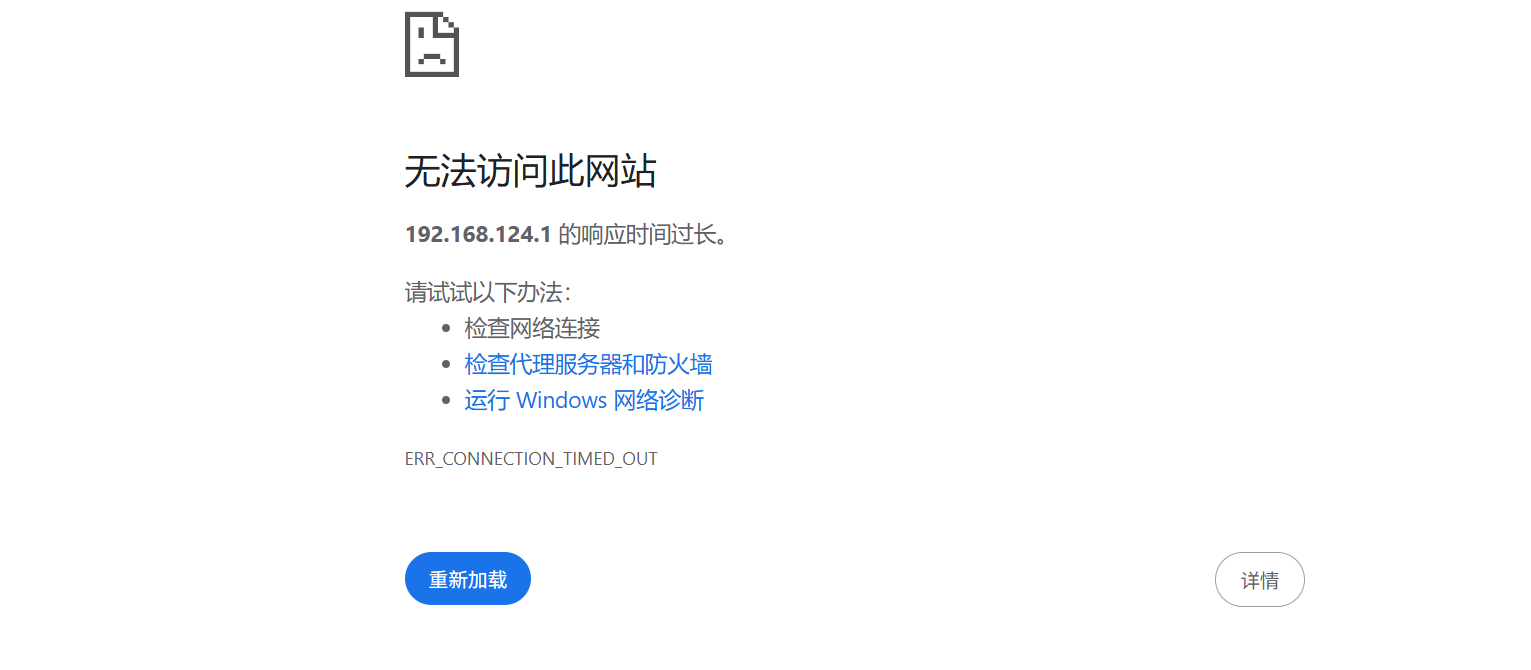 无法访问此网站
192.168.124.1 的响应时间过长。
请试试以下办法：
检查网络连接
检查代理服务器和防火墙
运行 Windows 网络诊断
ERR_CONNECTION_TIMED_OUT
重新加载
详情